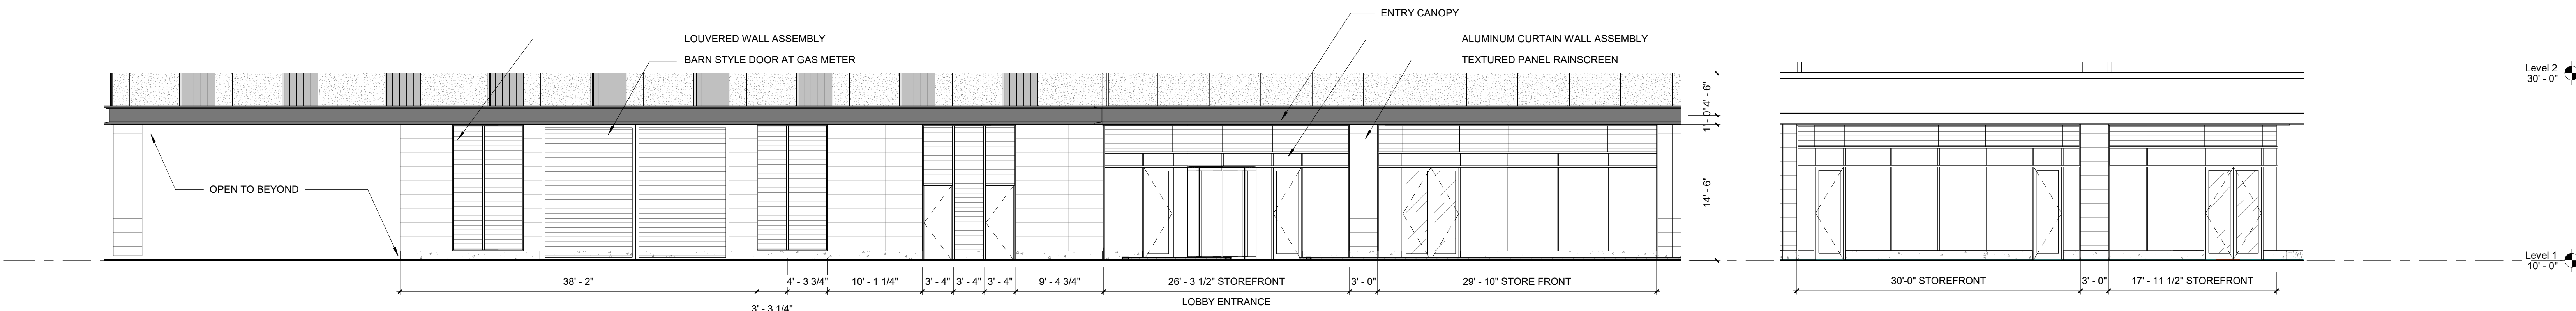 ENTRY CANOPY
LOUVERED WALL ASSEMBLY
ALUMINUM CURTAIN WALL ASSEMBLY
BARN STYLE DOOR AT GAS METER
TEXTURED PANEL RAINSCREEN
Level 2
30' - 0"
4' - 6"
1' - 0"
14' - 6"
OPEN TO BEYOND
Level 1
10' - 0"
38' - 2"
4' - 3 3/4"
10' - 1 1/4"
3' - 4"
3' - 4"
3' - 4"
9' - 4 3/4"
26' - 3 1/2" STOREFRONT
3' - 0"
29' - 10" STORE FRONT
30'-0" STOREFRONT
3' - 0"
17' - 11 1/2" STOREFRONT
LOBBY ENTRANCE
3' - 3 1/4"